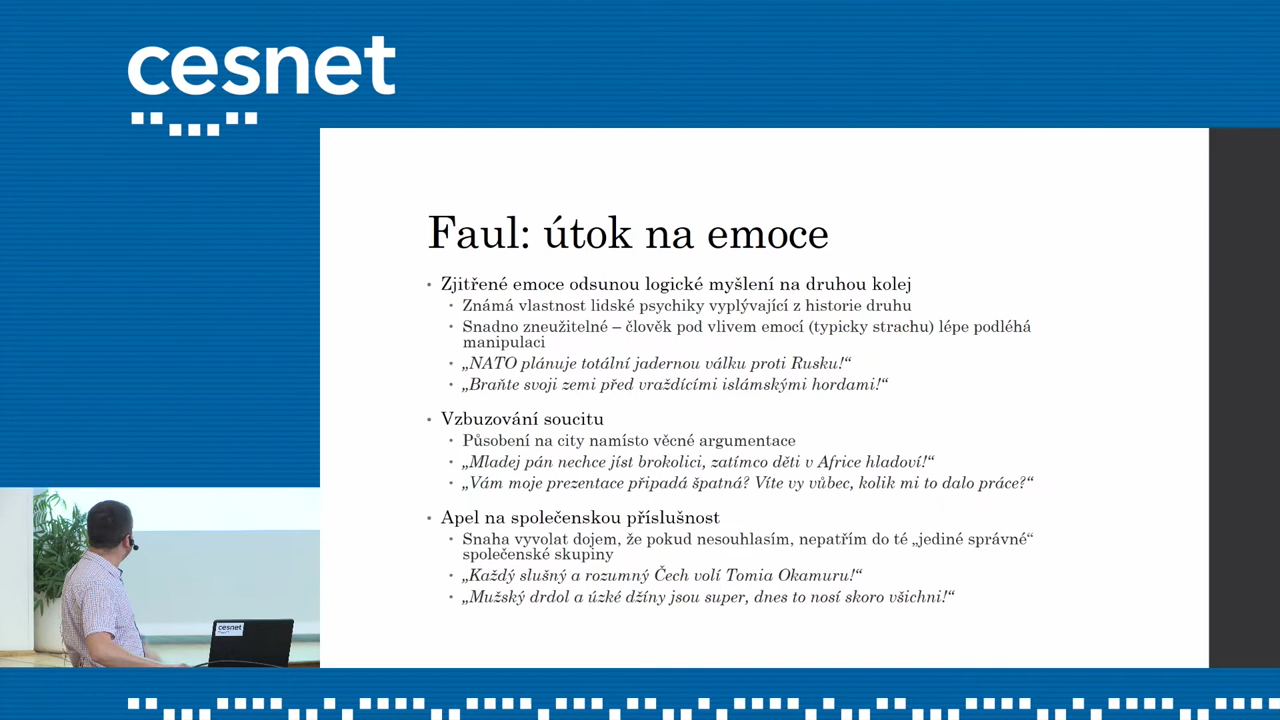 cesnet
Faul: útok na emoce
• Zjitřené emoce odsunou logické myšlení na druhou kolej
• Známá vlastnost lidské psychiky vyplývající z historie druhu
• Snadno zneužitelné – člověk pod vlivem emocí (typicky strachu) lépe podléhá
manipulaci
• „NATO plánuje totální jadernou válku proti Rusku!“
• „Braňte svoji zemi před vraždícími islámskými hordami!“
• Vzbuzování soucitu
• Působení na city namísto věcné argumentace
• „Mladej pán nechce jíst brokolici, zatímco děti v Africe hladoví!“
• „Vám moje prezentace připadá špatná? Víte vy vůbec, kolik mi to dalo práce?“
• Apel na společenskou příslušnost
• Snaha vyvolat dojem, že pokud nesouhlasím, nepatřím do té „jediné správné“
společenské skupiny
• „Každý slušný a rozumný Čech volí Tomia Okamuru!“
• „Mužský drdol a úzké džíny jsou super, dnes to nosí skoro všichni!“
cesnet